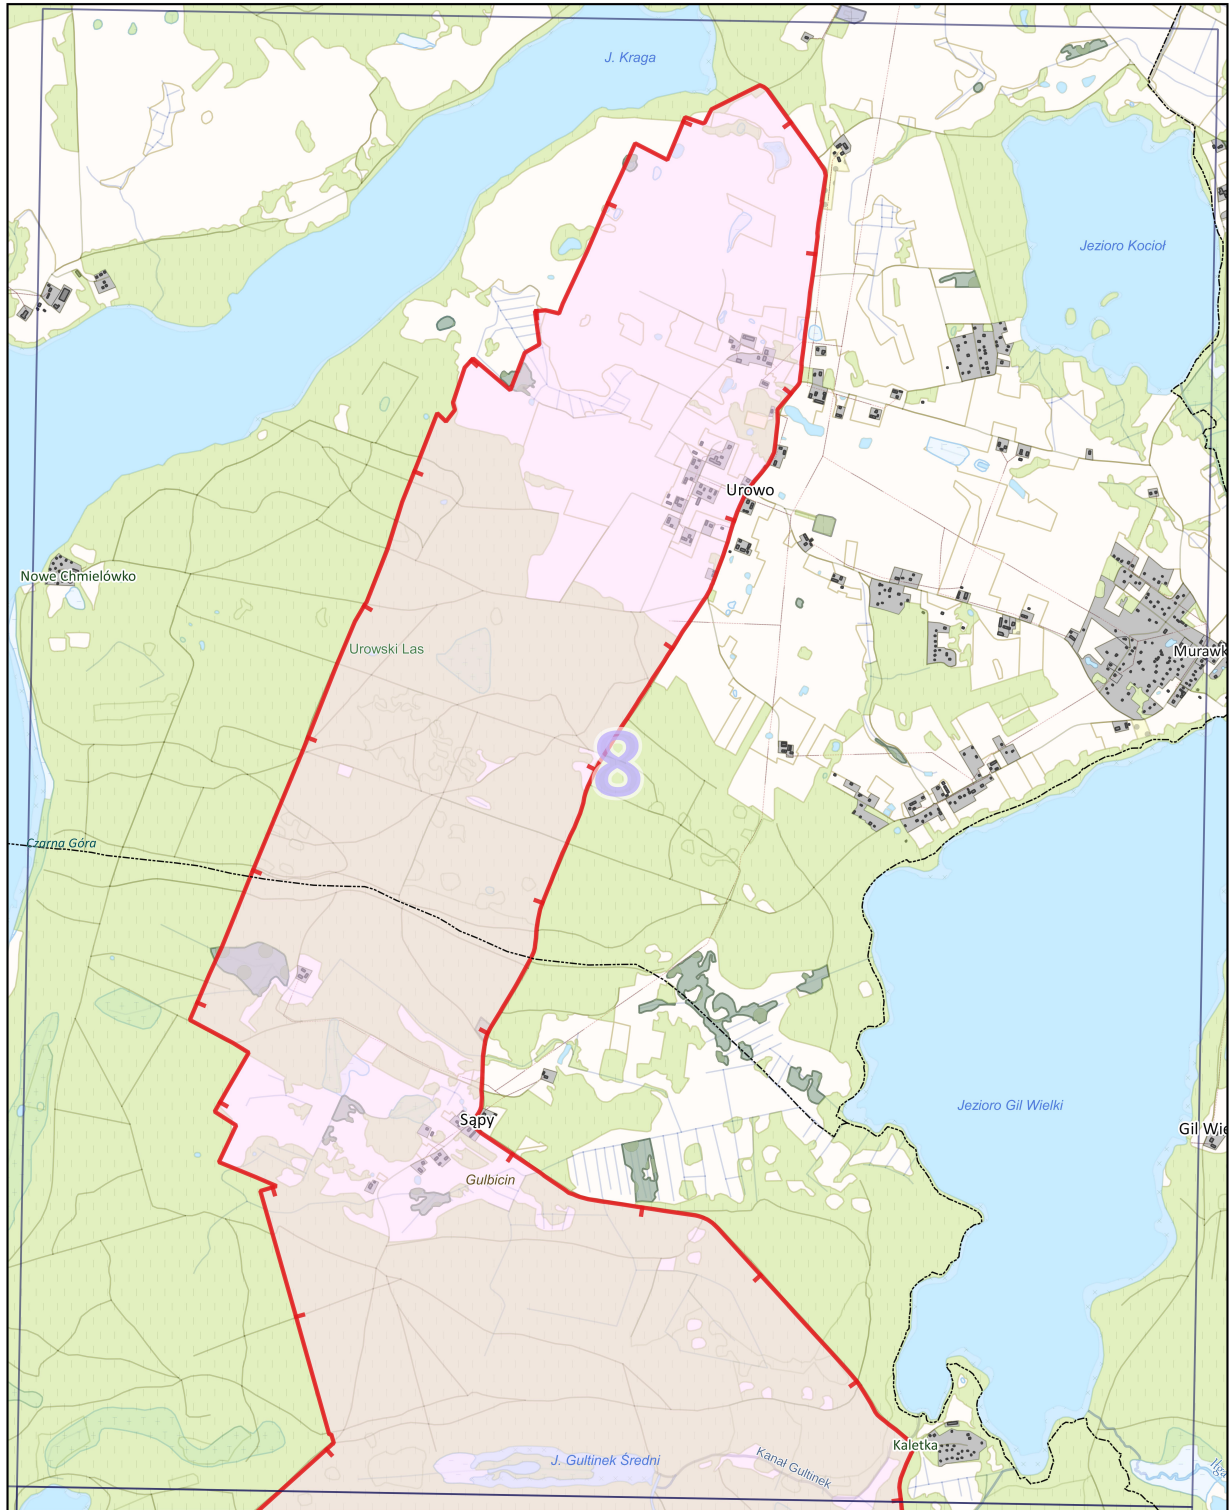 J. Kraga
Jezioro Kocioł
Urowo
Nowe Chmielówko
Urowski Las
Murawk
8
Czarna Góra
Jezioro Gil Wielki
Sąpy
Gil Wie
Gulbicin
Kaletka
J. Gultinek Średni
Kanał Gultinek